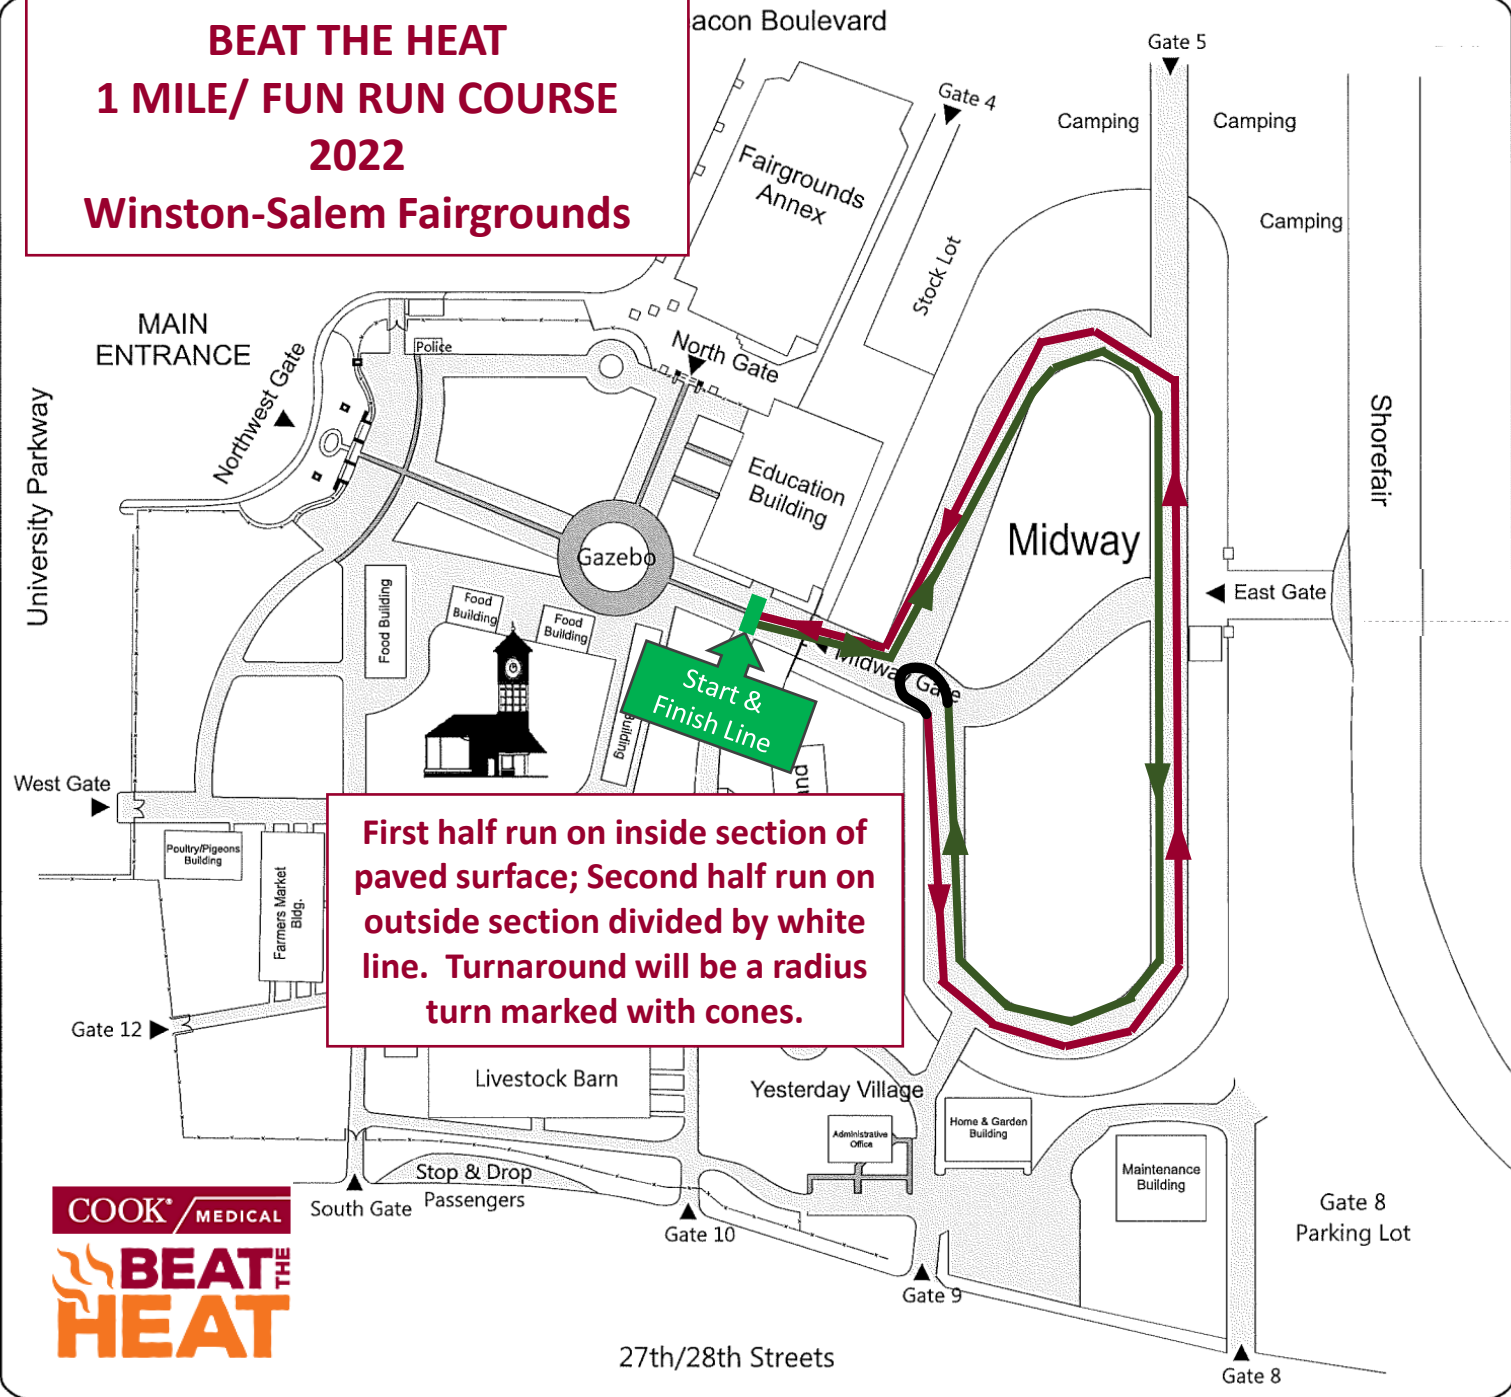 BEAT THE HEAT
1 MILE/ FUN RUN COURSE
2022
Winston-Salem Fairgrounds
acon Boulevard
Gate 5
Gate 4
Camping
Camping
Camping
Fairgrounds
Annex
Stock Lot
MAIN
ENTRANCE
Northwest Gate
Police
North Gate
University Parkway
Shorefair
Education
Building
Midway
Gazebo
East Gate
Food Building
Food
Building
Food
Building
Midway Gate
Start &
Finish Line
Building
and
West Gate
Poultry/Pigeons
Building
Farmers Market
Bldg.
First half run on inside section of
paved surface; Second half run on
outside section divided by white
line. Turnaround will be a radius
turn marked with cones.
Gate 12
Livestock Barn
Yesterday Village
Administrative
Office
Home & Garden
Building
Maintenance
Building
Stop & Drop
Passengers
South Gate
Gate 10
Gate 9
Gate 8
Parking Lot
Gate 8
27th/28th Streets
COOK® MEDICAL
BEAT THE
HEAT